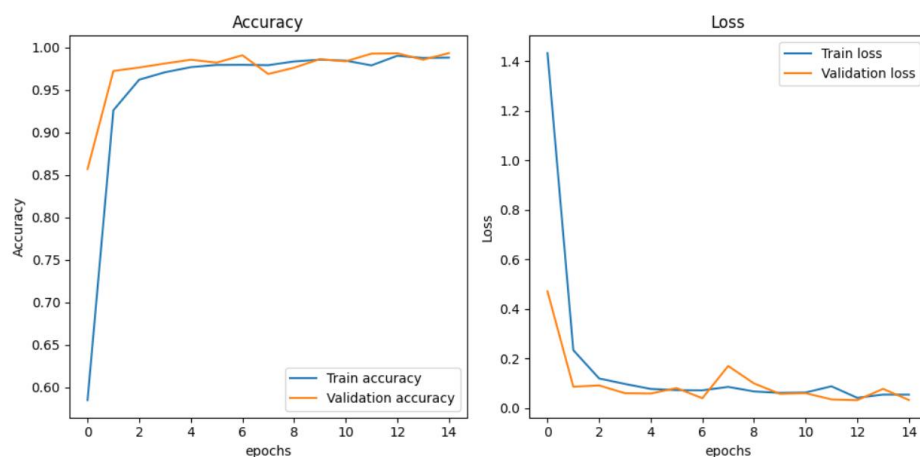 Accuracy
1.00
0.95
0.90
0.85
0.80
0.75
0.70
0.65
0.60
Accuracy
Train accuracy
Validation accuracy
0 2 4 6 8 10 12 14
epochs
Loss
1.4
1.2
1.0
0.8
0.6
0.4
0.2
0.0
Loss
Train loss
Validation loss
0 2 4 6 8 10 12 14
epochs